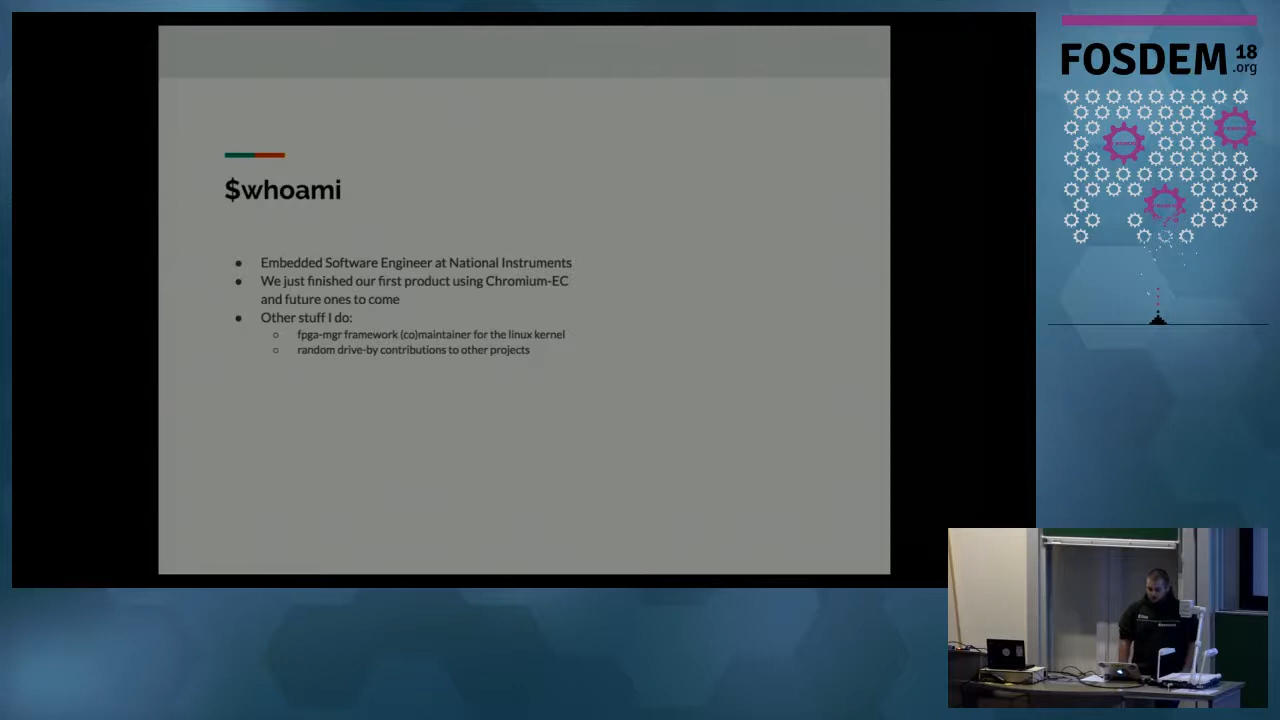 $whoami
● Embedded Software Engineer at National Instruments
● We just finished our first product using Chromium-EC
and future ones to come
● Other stuff I do:
○ fpga-mgr framework (co)maintainer for the linux kernel
○ random drive-by contributions to other projects
FOSDEM 18
.org